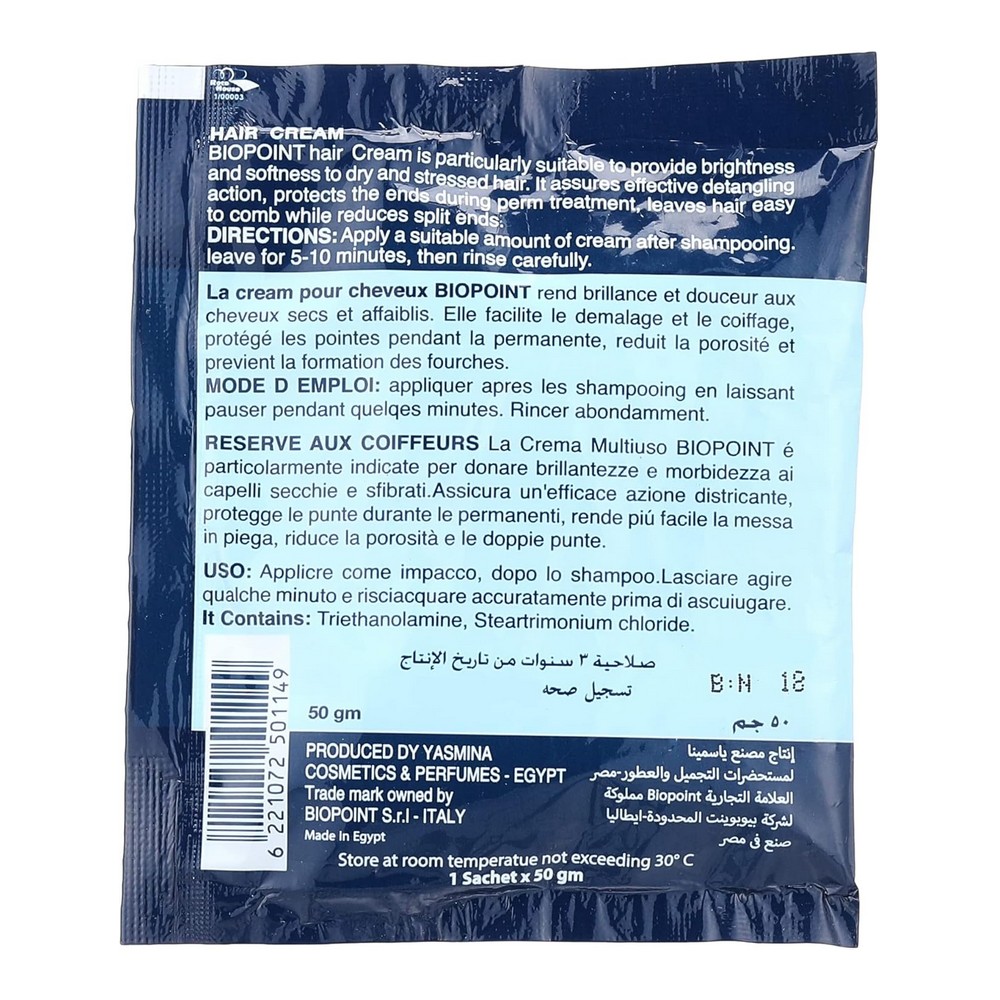 Roco
House
1/00003
HAIR CREAM
BIOPOINT hair Cream is particularly suitable to provide brightness
and softness to dry and stressed hair. It assures effective detangling
action, protects the ends during perm treatment, leaves hair easy
to comb while reduces split ends.
DIRECTIONS: Apply a suitable amount of cream after shampooing.
leave for 5-10 minutes, then rinse carefully.
La cream pour cheveux BIOPOINT rend brillance et douceur aux
cheveux secs et affaiblis. Elle facilite le demalage et le coiffage,
protégé les pointes pendant la permanente, reduit la porosité et
previent la formation des fourches.
MODE D EMPLOI: appliquer apres les shampooing en laissant
pauser pendant quelqes minutes. Rincer abondamment.
RESERVE AUX COIFFEURS La Crema Multiuso BIOPOINT é
particolarmente indicate per donare brillantezze e morbidezza ai
capelli secchie e sfibrati.Assicura un'efficace azione districante,
protegge le punte durante le permanenti, rende piú facile la messa
in piega, riduce la porosità e le doppie punte.
USO: Applicre come impacco, dopo lo shampoo.Lasciare agire
qualche minuto e risciacquare accuratamente prima di ascuiugare.
It Contains: Triethanolamine, Steartrimonium chloride.
صلاحية ٣ سنوات من تاريخ الإنتاج
تسجيل صحه
B:N 18
50 gm
٥٠ جم
6 221072 501149
PRODUCED DY YASMINA
COSMETICS & PERFUMES - EGYPT
Trade mark owned by
BIOPOINT S.r.l - ITALY
Made In Egypt
إنتاج مصنع ياسمينا
لمستحضرات التجميل والعطور-مصر
العلامة التجارية Biopoint مملوكة
لشركة بيوبوينت المحدودة-ايطاليا
صنع فى مصر
Store at room temperatue not exceeding 30° C
1 Sachet x 50 gm